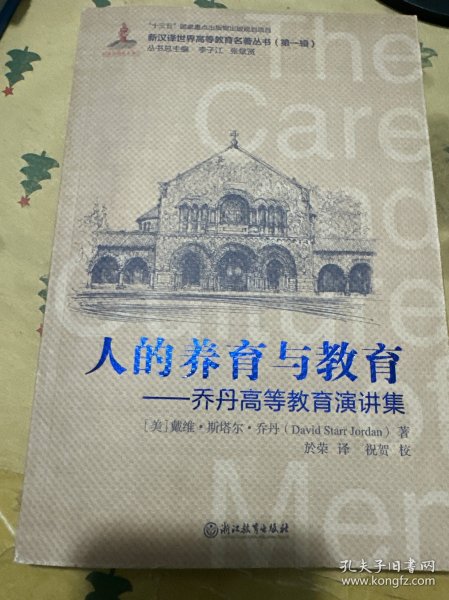 “十三五”国家重点出版物出版规划项目
新汉译世界高等教育名著丛书（第一辑）
丛书总主编 李子江 张斌贤
The
Care
and
Culture
of
Men
人的养育与教育
——乔丹高等教育演讲集
[美]戴维·斯塔尔·乔丹（David Starr Jordan）著
於荣 译 祝贺 校
浙江教育出版社
孔夫子旧书网
www.kongfz.com